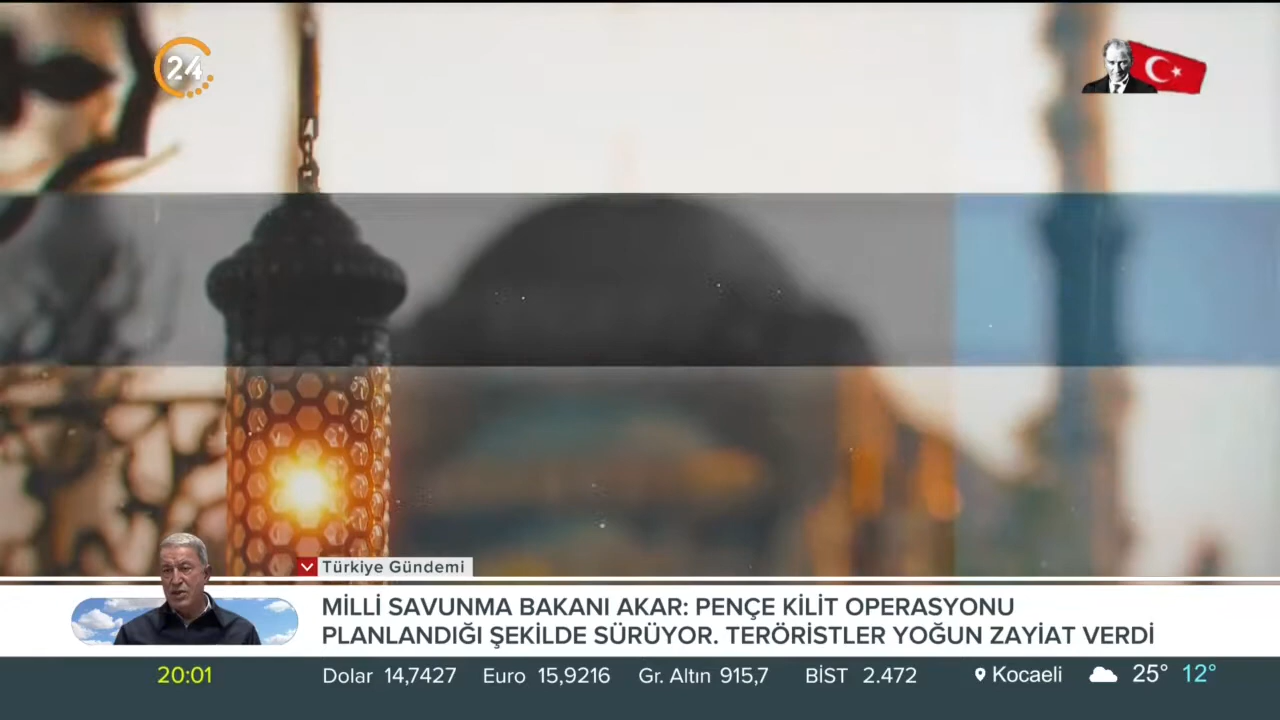 24
Türkiye Gündemi
MİLLİ SAVUNMA BAKANI AKAR: PENÇE KİLİT OPERASYONU
PLANLANDIĞI ŞEKİLDE SÜRÜYOR. TERÖRİSTLER YOĞUN ZAYİAT VERDİ
20:01 Dolar 14,7427 Euro 15,9216 Gr. Altın 915,7 BİST 2.472 Kocaeli 25° 12°